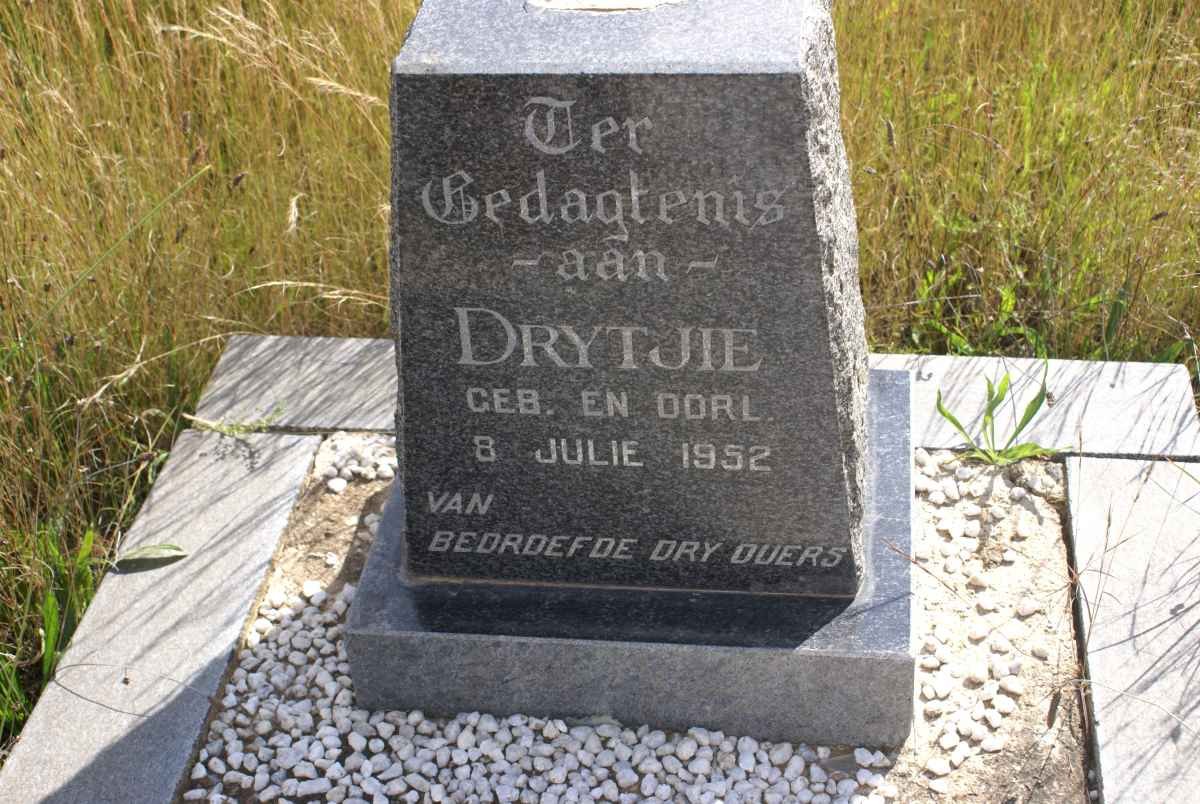 Ter
Gedagtenis
- aan -
DRYTJIE
GEB. EN OORL.
8 JULIE 1952
VAN
BEDROEFDE DRY OUERS